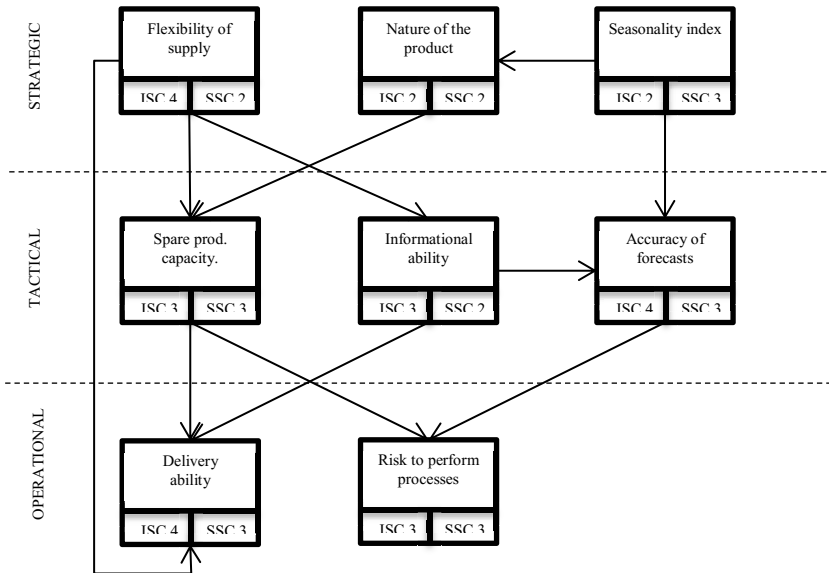 STRATEGIC
Flexibility of
supply
ISC 4 SSC 2
Nature of the
product
ISC 2 SSC 2
Seasonality index
ISC 2 SSC 3
TACTICAL
Spare prod.
capacity.
ISC 3 SSC 3
Informational
ability
ISC 3 SSC 2
Accuracy of
forecasts
ISC 4 SSC 3
OPERATIONAL
Delivery
ability
ISC 4 SSC 3
Risk to perform
processes
ISC 3 SSC 3